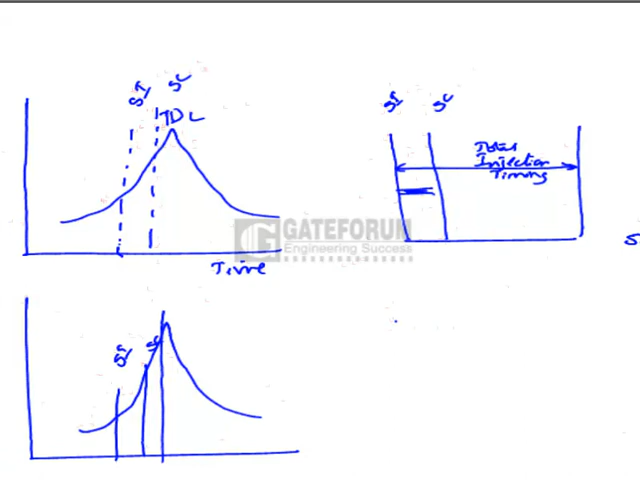 SI SC
TDC
Time
SI SC
Total
Injection
Timing
GATEFORUM
Engineering Success
S
SI SC